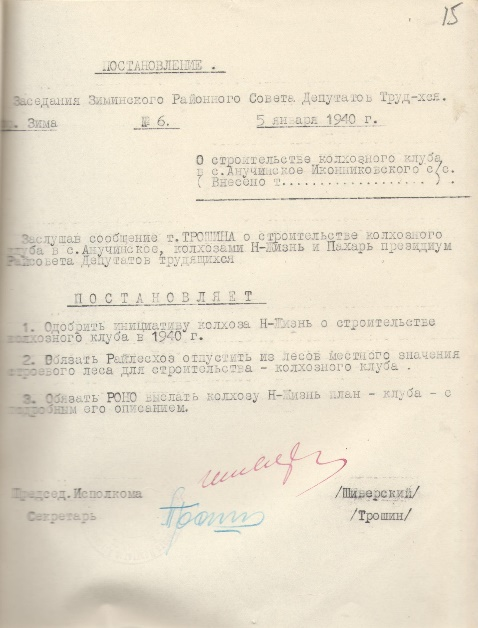 15
ПОСТАНОВЛЕНИЕ .
Заседания Зиминского Районного Совета Депутатов Труд-хся.
Зима № 6. 5 января 1940 г.
О строительстве колхозного клуба
в с.Анучинское Иконниковского с/с.
( Внесено т..................)
Заслушав сообщение т.ТРОШИНА о строительстве колхозного
клуба в с.Анучинское, колхозами Н-Жизнь и Пахарь президиум
Райсовета Депутатов трудящихся
ПОСТАНОВЛЯЕТ
1. Одобрить инициативу колхоза Н-Жизнь о строительстве
колхозного клуба в 1940 г.
2. Обязать Райлесхоз отпустить из лесов местного значения
строевого леса для строительства - колхозного клуба .
3. Обязать РОНО выслать колхозу Н-Жизнь план - клуба - с
подробным его описанием.
Председ.Исполкома /Шиверский/
Секретарь Трошин /Трошин/